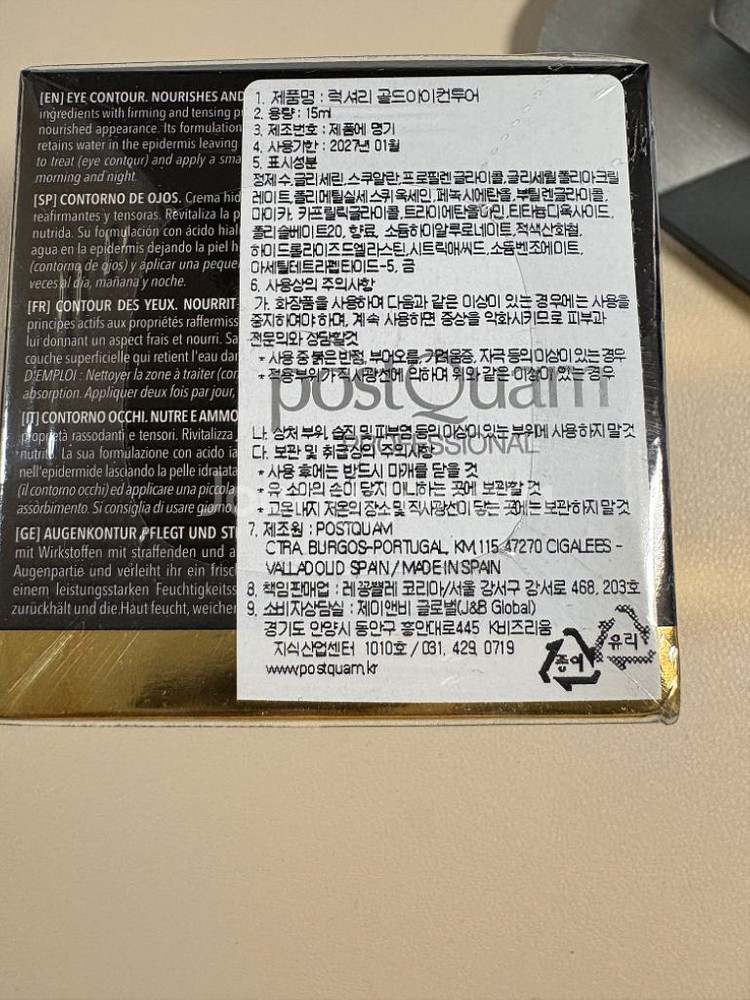 [EN] EYE CONTOUR. NOURISHES AND
ingredients with firming and tensing p
nourished appearance. Its formulation
retains water in the epidermis leaving
to treat (eye contour) and apply a sma
morning and night.
[SP] CONTORNO DE OJOS. Crema hid
reafirmantes y tensoras. Revitaliza la p
nutrida. Su formulación con ácido hial
agua en la epidermis dejando la piel h
(contorno de ojos) y aplicar una peque
veces al día, mañana y noche.
[FR] CONTOUR DES YEUX. NOURRIT
principes actifs aux propriétés raffermiss
lui donnant un aspect frais et nourri. Sa
couche superficielle qui retient l'eau dan
D'EMPLOI : Nettoyer la zone à traiter (con
absorption. Appliquer deux fois par jour,
[IT] CONTORNO OCCHI. NUTRE E AMMO
proprietà rassodanti e tensori. Rivitalizza
nutrita. La sua formulazione con acido ia
nell'epidermide lasciando la pelle idratata
(il contorno occhi) ed applicare una piccola
assorbimento. Si consiglia di usare giorno
[GE] AUGENKONTUR PFLEGT UND ST
mit Wirkstoffen mit straffenden und a
Augenpartie und verleiht ihr ein frisc
einem leistungsstarken Feuchtigkeitss
zurückhält und die Haut feucht, weicher
1. 제품명 : 럭셔리 골드아이컨투어
2. 용량 : 15ml
3. 제조번호 : 제품에 명기
4. 사용기한 : 2027년 01월
5. 표시성분
정제수,글리세린,스쿠알란,프로필렌글라이콜,글리세릴폴리아크릴
레이트,폴리메틸실세스퀴옥세인,페녹시에탄올,부틸렌글라이콜,
마이카, 카프릴릭글라이콜,트라이에탄올아민,티타늄디옥사이드,
폴리솔베이트20, 향료, 소듐하이알루로네이트,적색산화철,
하이드롤라이즈드엘라스틴,시트릭애씨드,소듐벤조에이트,
아세틸테트라펩타이드-5, 금
6. 사용상의 주의사항
가. 화장품을 사용하여 다음과 같은 이상이 있는 경우에는 사용을
중지하여야하며, 계속 사용하면 증상을 악화시키므로 피부과
전문의와 상담할것
* 사용 중 붉은 반점, 부어오름, 가려움증, 자극 등의 이상이 있는 경우
* 적용부위가 직사광선에 의하여 위와 같은 이상이 있는 경우
postQuam
PROFESSIONAL
나. 상처 부위, 습진 및 피부염 등의 이상이 있는 부위에 사용하지 말것
다. 보관 및 취급상의 주의사항
* 사용 후에는 반드시 마개를 닫을 것
* 유·소아의 손이 닿지 아니하는 곳에 보관할 것
* 고온 내지 저온의 장소 및 직사광선이 닿는 곳에는 보관하지 말것
7. 제조원 : POSTQUAM
CTRA. BURGOS-PORTUGAL, KM,115 47270 CIGALEES -
VALLADOUD SPAIN / MADE IN SPAIN
8. 책임판매업 : 레꽁쁠레 코리아/서울 강서구 강서로 468, 203호
9. 소비자상담실 : 제이앤비 글로벌(J&B Global)
경기도 안양시 동안구 흥안대로445 K비즈리움
지식산업센터 1010호 / 031. 429. 0719
www.postquam.kr
종이
유리